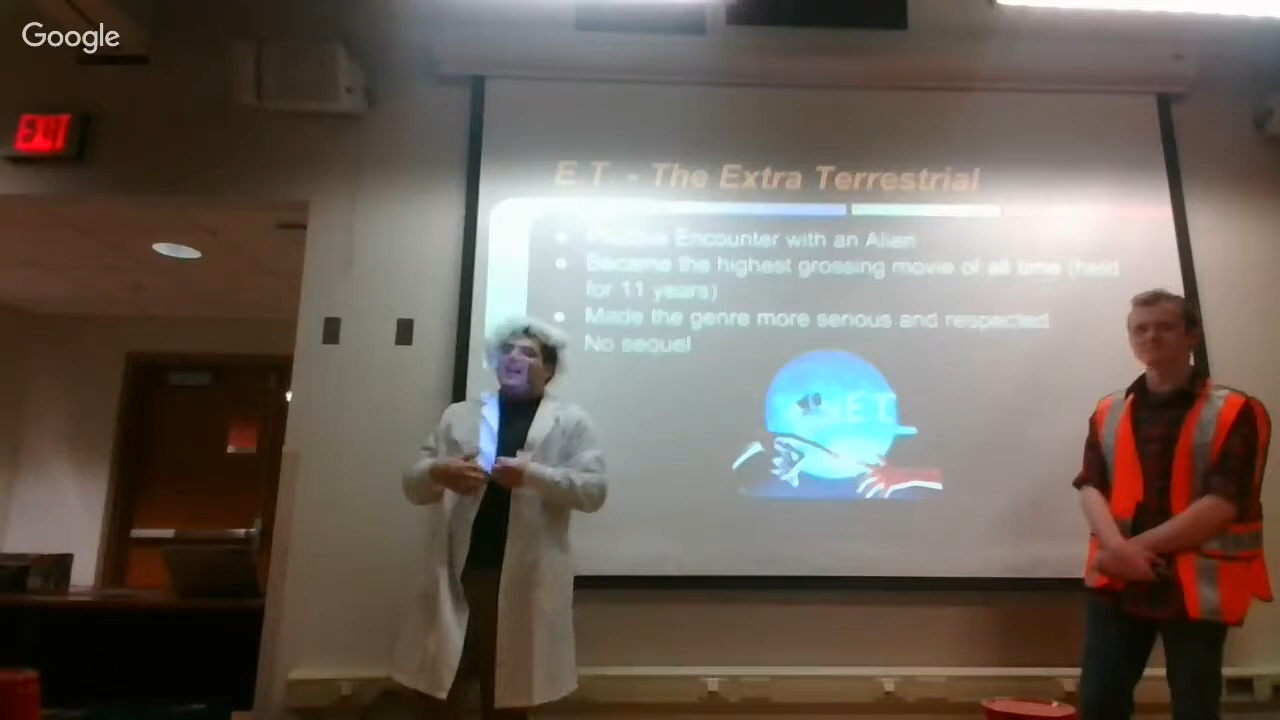 Google
EXIT
E.T. - The Extra Terrestrial
Encounter with an Alien
Became the highest grossing movie of all time (held
for 11 years)
Made the genre more serious and respected
No sequel
E.T.